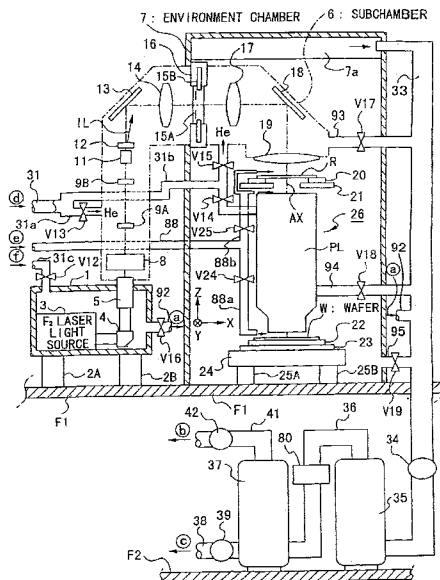 7 : ENVIRONMENT CHAMBER
16
15B
17
6 : SUBCHAMBER
14
13
18
7a
33
IL
12
11
15A
He
19
93
V17
9B
31b
V15
R
20
21
31
d
31a
He
V13
9A
V14
AX
26
e
88
V25
f
31c
V12
8
88b
PL
V18
92
1
V24
94
a
3
5
92
Z
88a
W : WAFER
F2 LASER LIGHT SOURCE
4
a
X
Y
22
23
95
V16
24
2A
2B
25A
25B
V19
F1
F1
42
41
36
b
80
34
37
35
38
39
c
F2